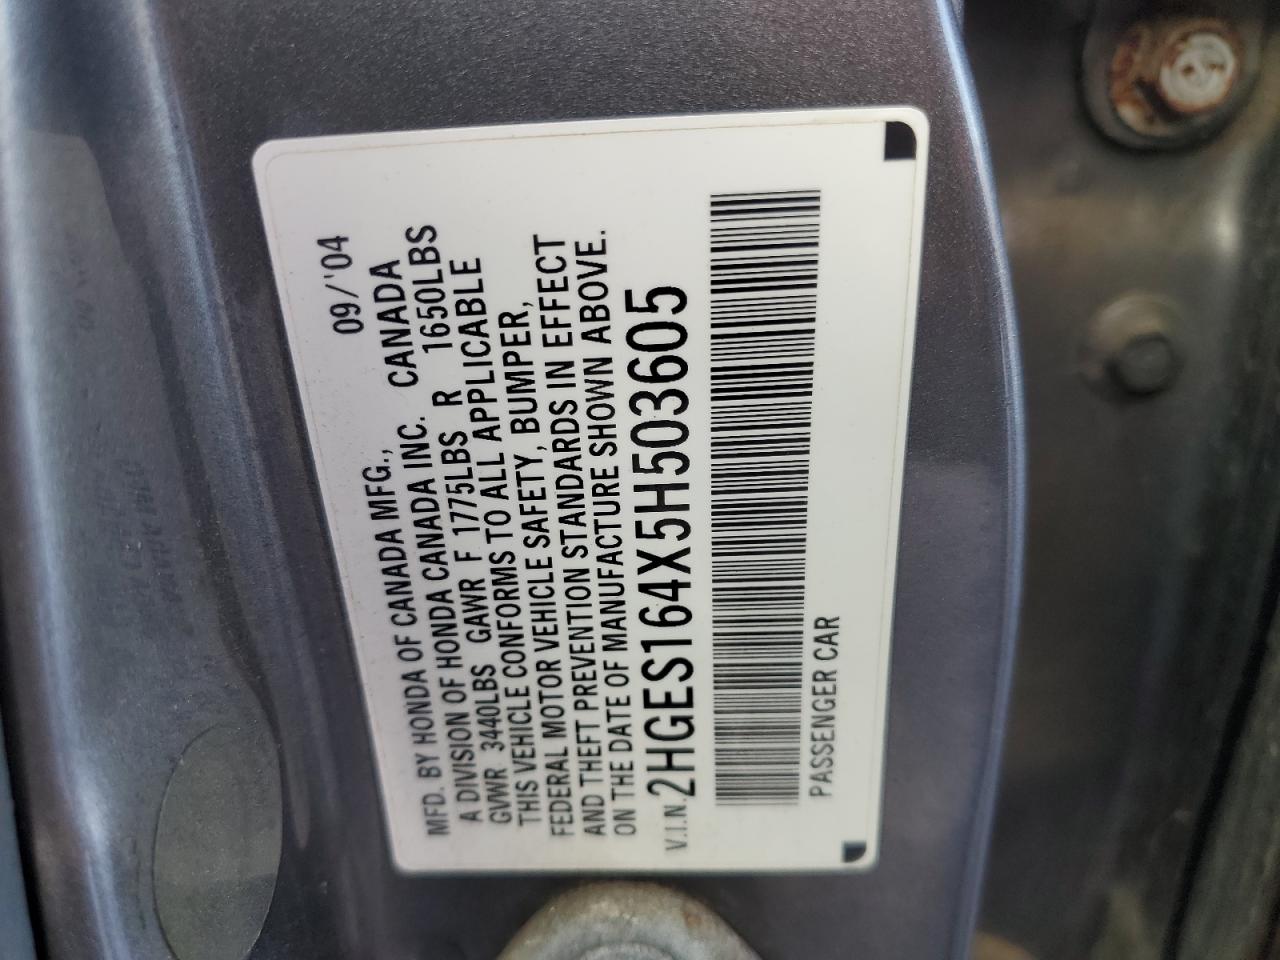 09/'04
MFD. BY HONDA OF CANADA MFG., CANADA
A DIVISION OF HONDA CANADA INC.
GVWR 3440LBS GAWR F 1775LBS R 1650LBS
THIS VEHICLE CONFORMS TO ALL APPLICABLE
FEDERAL MOTOR VEHICLE SAFETY, BUMPER,
AND THEFT PREVENTION STANDARDS IN EFFECT
ON THE DATE OF MANUFACTURE SHOWN ABOVE.
V.I.N. 2HGES164X5H503605
PASSENGER CAR